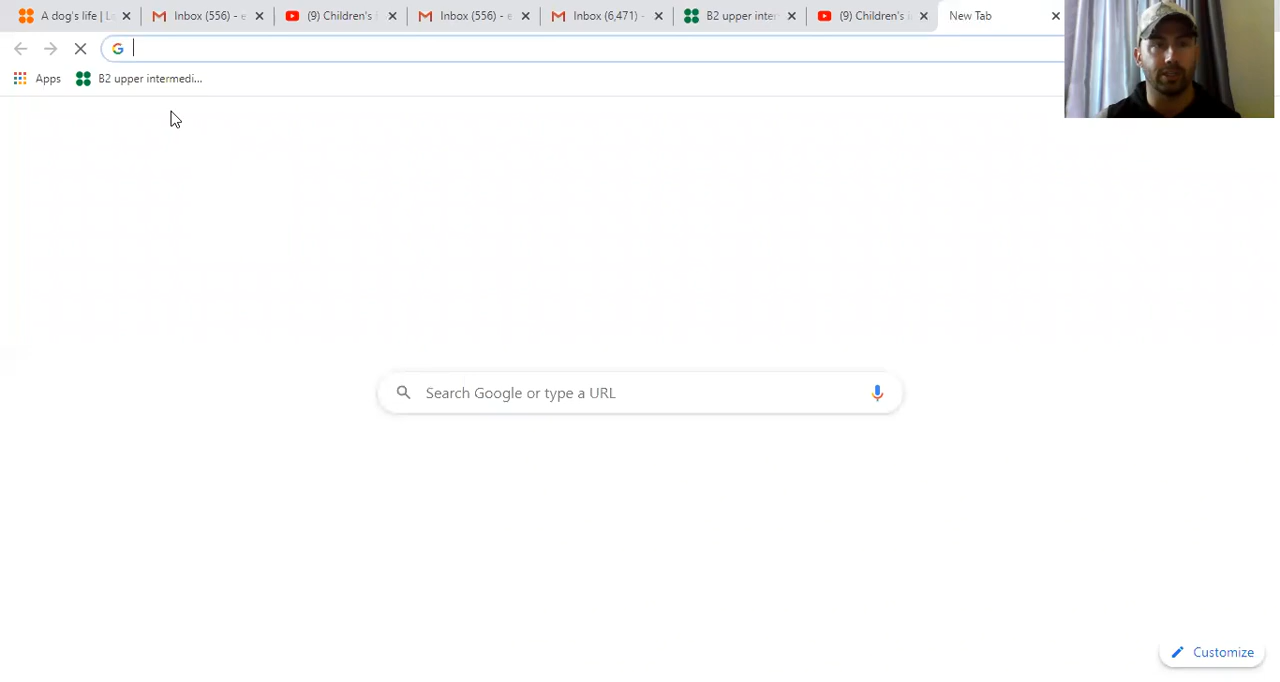 A dog's life | L
Inbox (556) - e
(9) Children's
Inbox (556) - e
Inbox (6,471) -
B2 upper inter
(9) Children's
New Tab
Apps
B2 upper intermedi...
Search Google or type a URL
Customize